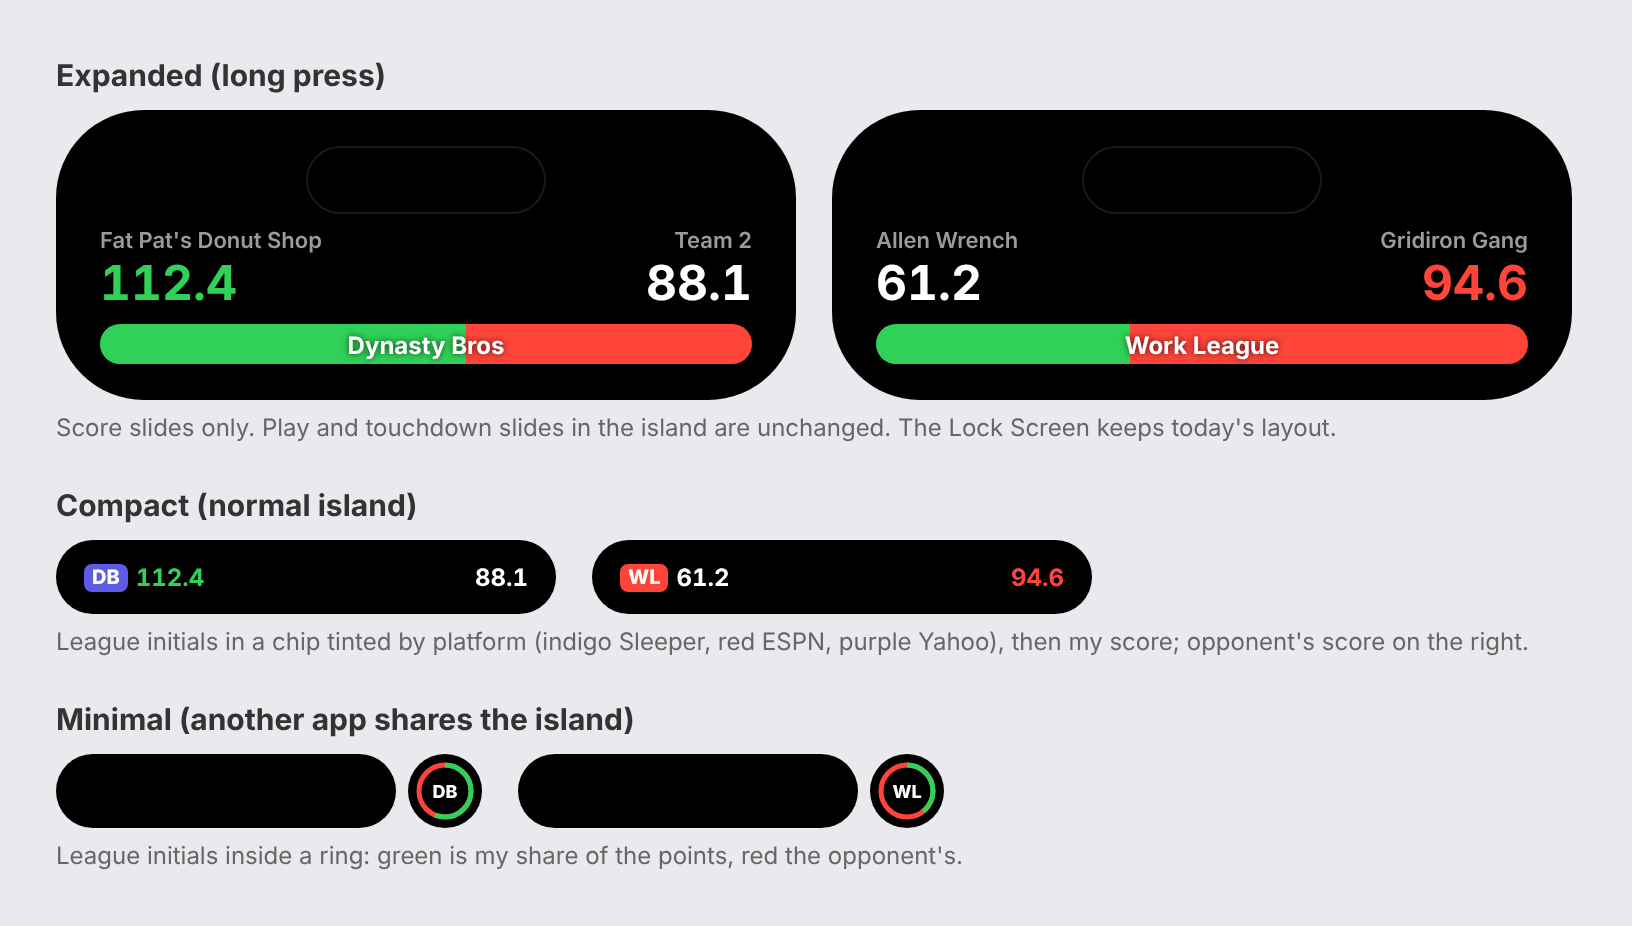 Expanded (long press)
Fat Pat's Donut Shop Team 2
112.4 88.1
Dynasty Bros
Allen Wrench Gridiron Gang
61.2 94.6
Work League
Score slides only. Play and touchdown slides in the island are unchanged. The Lock Screen keeps today's layout.
Compact (normal island)
DB 112.4 88.1
WL 61.2 94.6
League initials in a chip tinted by platform (indigo Sleeper, red ESPN, purple Yahoo), then my score; opponent's score on the right.
Minimal (another app shares the island)
DB
WL
League initials inside a ring: green is my share of the points, red the opponent's.